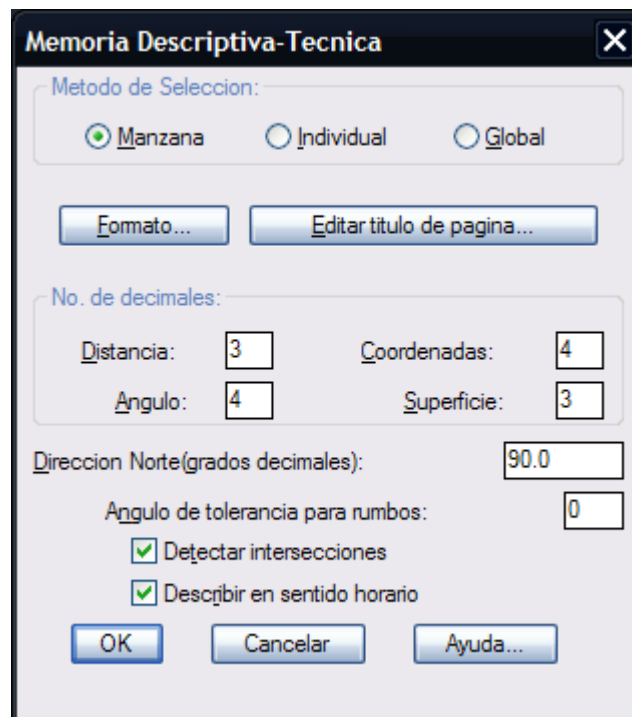 Memoria Descriptiva-Tecnica
Metodo de Seleccion:
Manzana Individual Global
Formato... Editar titulo de pagina...
No. de decimales:
Distancia: 3 Coordenadas: 4
Angulo: 4 Superficie: 3
Direccion Norte(grados decimales): 90.0
Angulo de tolerancia para rumbos: 0
Detectar intersecciones
Describir en sentido horario
OK Cancelar Ayuda...